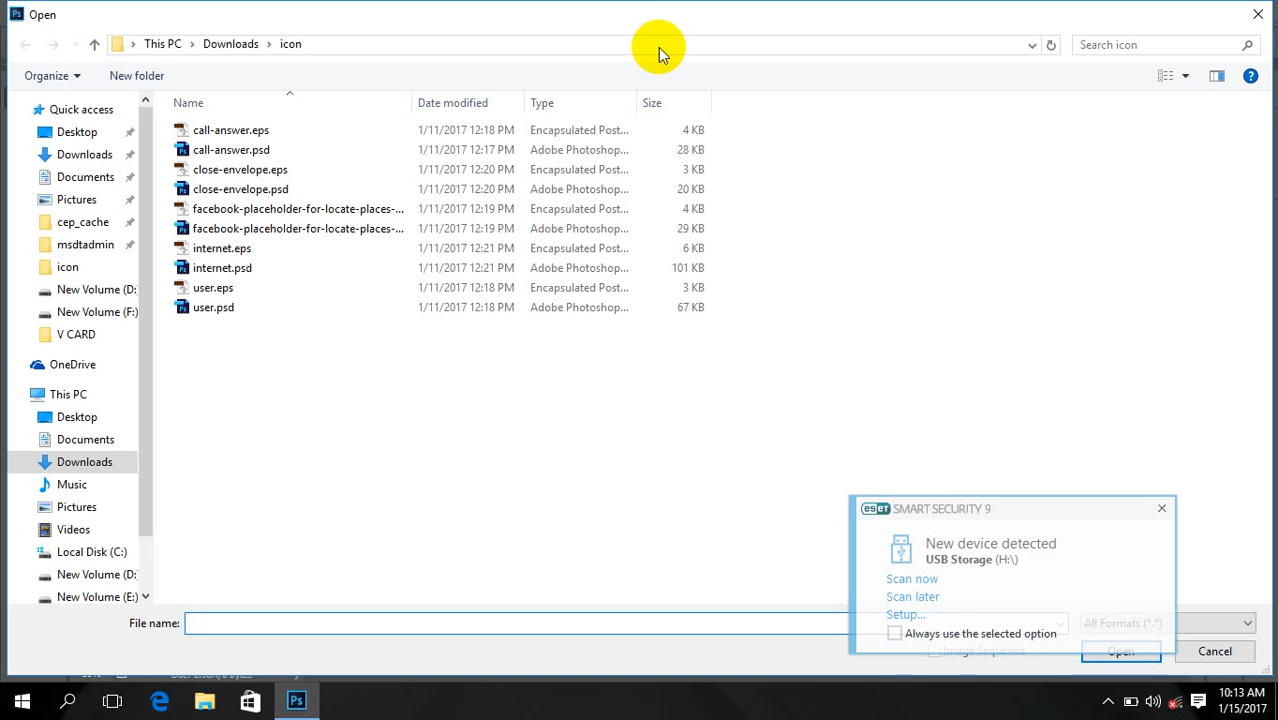 Ps Open
This PC > Downloads > icon
Search icon
Organize
New folder
Name
Date modified
Type
Size
call-answer.eps 1/11/2017 12:18 PM Encapsulated Post... 4 KB
call-answer.psd 1/11/2017 12:17 PM Adobe Photoshop... 28 KB
close-envelope.eps 1/11/2017 12:20 PM Encapsulated Post... 3 KB
close-envelope.psd 1/11/2017 12:20 PM Adobe Photoshop... 20 KB
facebook-placeholder-for-locate-places-... 1/11/2017 12:19 PM Encapsulated Post... 4 KB
facebook-placeholder-for-locate-places-... 1/11/2017 12:19 PM Adobe Photoshop... 29 KB
internet.eps 1/11/2017 12:21 PM Encapsulated Post... 6 KB
internet.psd 1/11/2017 12:21 PM Adobe Photoshop... 101 KB
user.eps 1/11/2017 12:18 PM Encapsulated Post... 3 KB
user.psd 1/11/2017 12:18 PM Adobe Photoshop... 67 KB
Quick access
Desktop
Downloads
Documents
Pictures
cep_cache
msdtadmin
icon
New Volume (D:
New Volume (F:)
V CARD
OneDrive
This PC
Desktop
Documents
Downloads
Music
Pictures
Videos
Local Disk (C:)
New Volume (D:
New Volume (E:)
eset SMART SECURITY 9
New device detected
USB Storage (H:\)
Scan now
Scan later
Setup...
Always use the selected option
File name:
All Formats (*.*)
Image Sequence
Open
Cancel
Ps
10:13 AM
1/15/2017